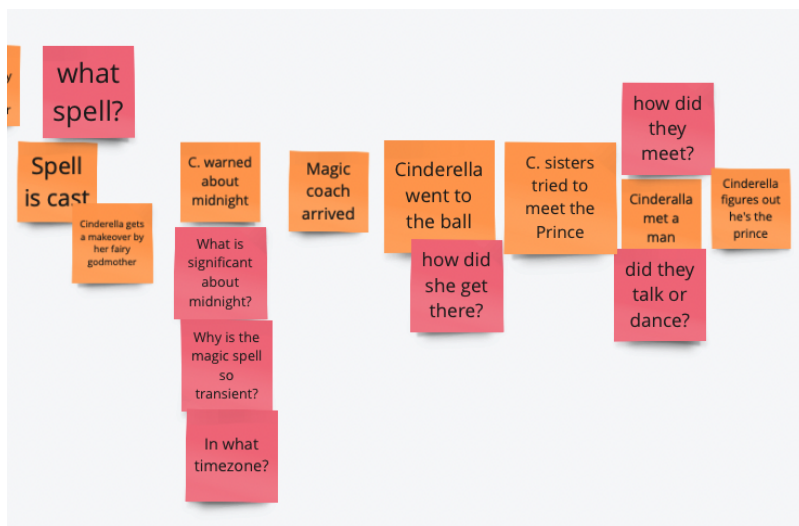 y
r
what
spell?
Spell
is cast
Cinderella gets
a makeover by
her fairy
godmother
C. warned
about
midnight
What is
significant
about
midnight?
Why is the
magic spell
so
transient?
In what
timezone?
Magic
coach
arrived
Cinderella
went to
the ball
how did
she get
there?
C. sisters
tried to
meet the
Prince
how did
they
meet?
Cinderalla
met a
man
did they
talk or
dance?
Cinderella
figures out
he's the
prince